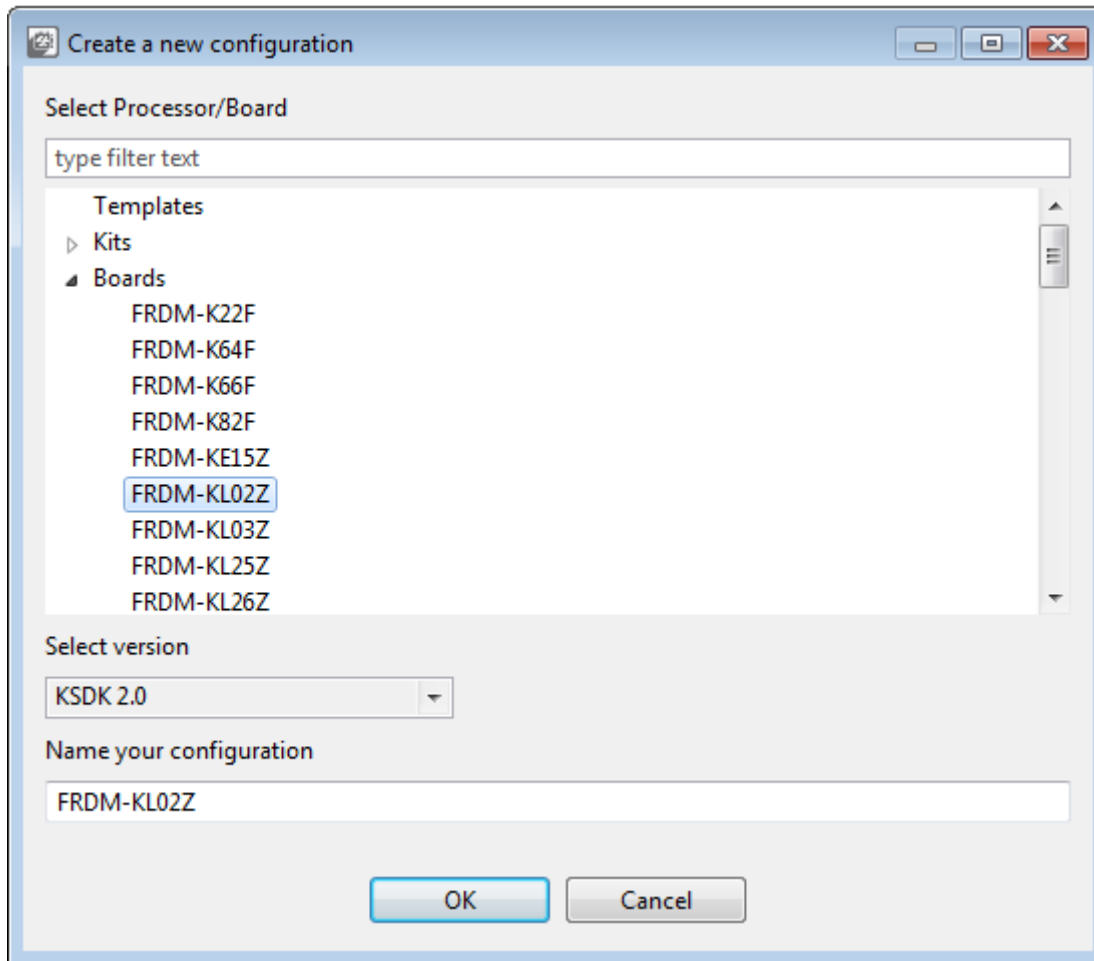 Create a new configuration
Select Processor/Board
type filter text
Templates
Kits
Boards
FRDM-K22F
FRDM-K64F
FRDM-K66F
FRDM-K82F
FRDM-KE15Z
FRDM-KL02Z
FRDM-KL03Z
FRDM-KL25Z
FRDM-KL26Z
Select version
KSDK 2.0
Name your configuration
FRDM-KL02Z
OK
Cancel